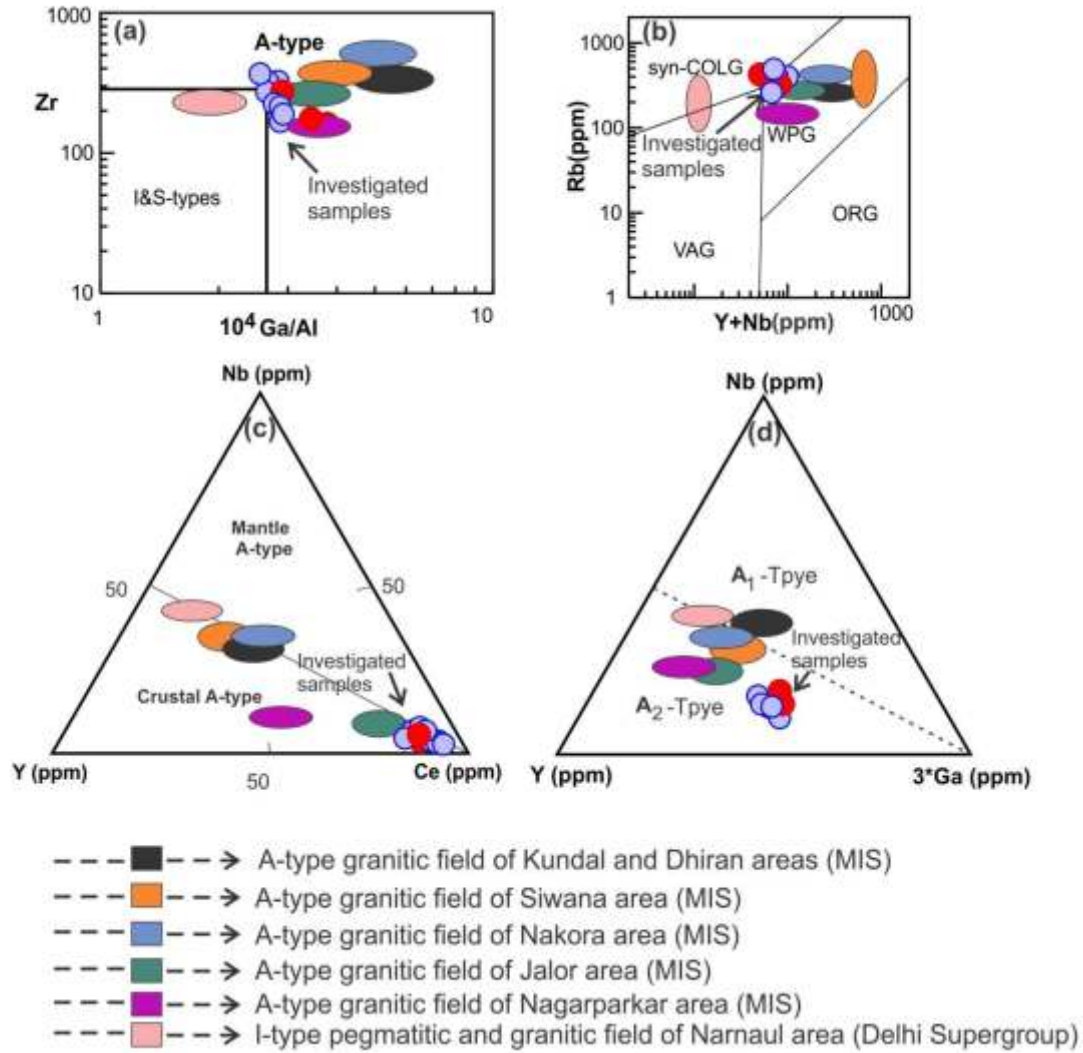 1000
(a)
A-type
Zr
100
I&S-types
Investigated
samples
10
1
10⁴ Ga/Al
10
(b)
1000
syn-COLG
100
Rb(ppm)
Investigated
samples
WPG
10
ORG
VAG
1
Y+Nb(ppm)
1000
Nb (ppm)
(c)
Mantle
A-type
50
50
Investigated
samples
Crustal A-type
Y (ppm)
50
Ce (ppm)
Nb (ppm)
(d)
A₁ -Tpye
Investigated
samples
A₂ -Tpye
Y (ppm)
3*Ga (ppm)
A-type granitic field of Kundal and Dhiran areas (MIS)
A-type granitic field of Siwana area (MIS)
A-type granitic field of Nakora area (MIS)
A-type granitic field of Jalor area (MIS)
A-type granitic field of Nagarparkar area (MIS)
I-type pegmatitic and granitic field of Narnaul area (Delhi Supergroup)